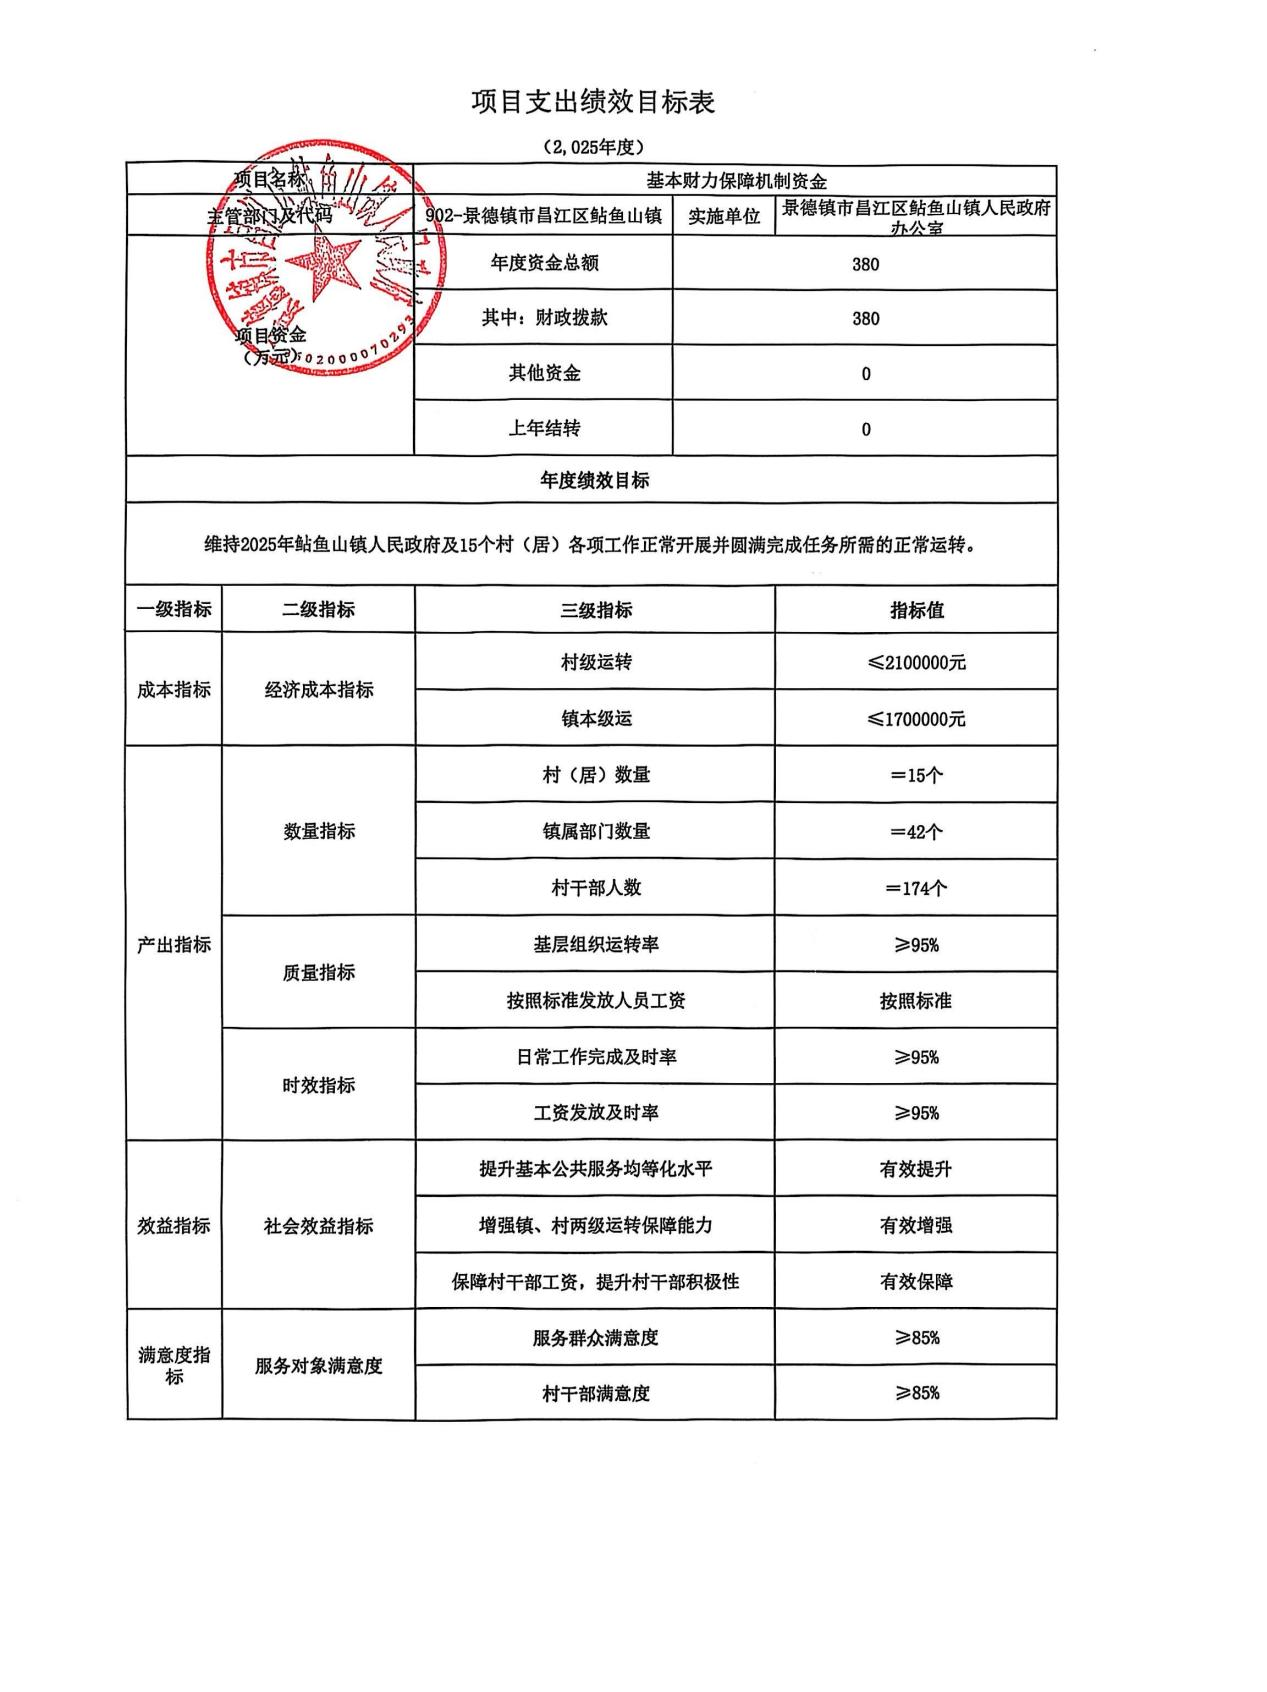 项目支出绩效目标表
（2,025年度）
项目名称 基本财力保障机制资金
主管部门及代码 902-景德镇市昌江区鲇鱼山镇 实施单位 景德镇市昌江区鲇鱼山镇人民政府
办公室
项目资金
（万元）
年度资金总额 380
其中：财政拨款 380
其他资金 0
上年结转 0
年度绩效目标
维持2025年鲇鱼山镇人民政府及15个村（居）各项工作正常开展并圆满完成任务所需的正常运转。
一级指标 二级指标 三级指标 指标值
成本指标 经济成本指标 村级运转 ≤2100000元
镇本级运 ≤1700000元
产出指标 数量指标 村（居）数量 ＝15个
镇属部门数量 ＝42个
村干部人数 ＝174个
质量指标 基层组织运转率 ≥95%
按照标准发放人员工资 按照标准
时效指标 日常工作完成及时率 ≥95%
工资发放及时率 ≥95%
效益指标 社会效益指标 提升基本公共服务均等化水平 有效提升
增强镇、村两级运转保障能力 有效增强
保障村干部工资，提升村干部积极性 有效保障
满意度指
标
服务对象满意度 服务群众满意度 ≥85%
村干部满意度 ≥85%